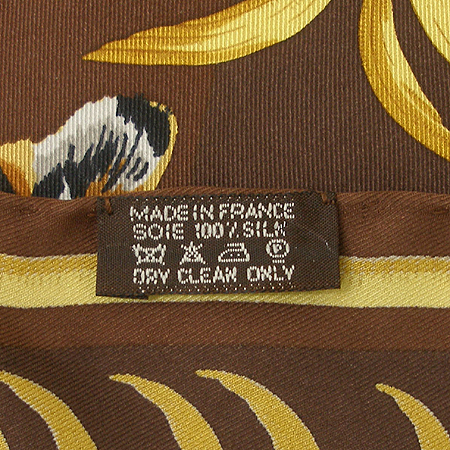 MADE IN FRANCE
SOIE 100% SILK
DRY CLEAN ONLY